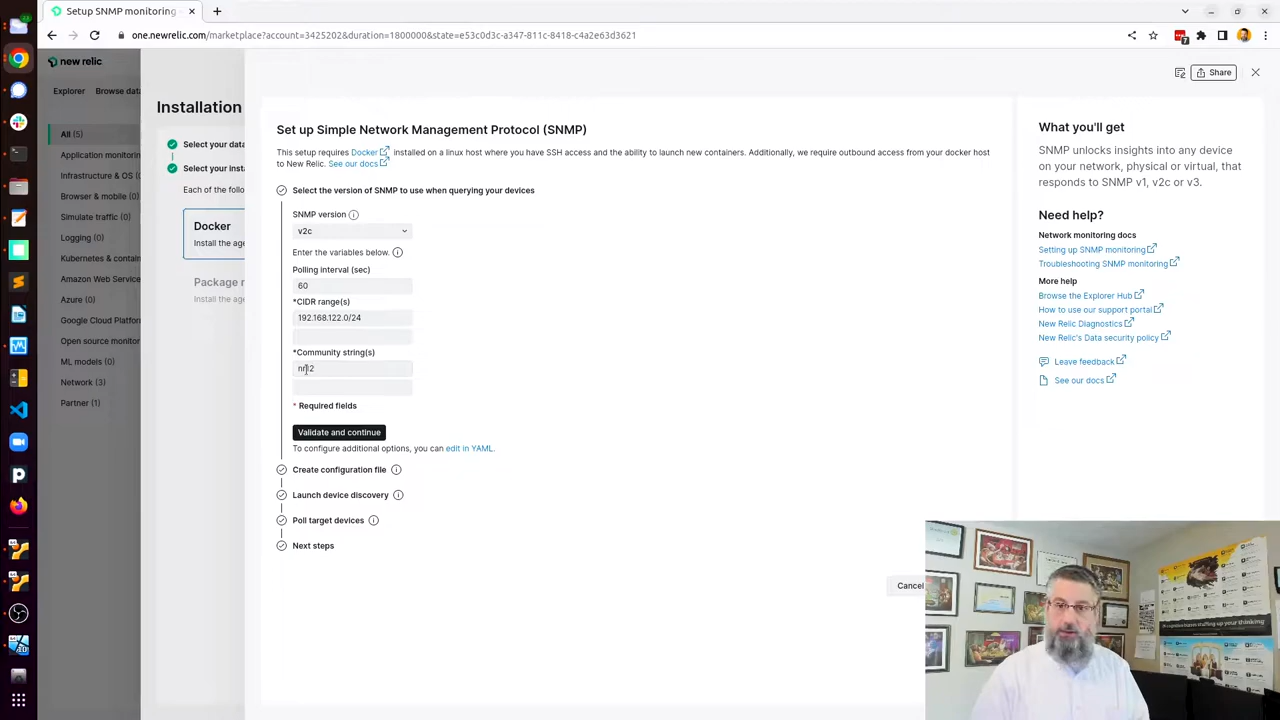 Setup SNMP monitoring
one.newrelic.com/marketplace?account=3425202&duration=1800000&state=e53c0d3c-a347-811c-8418-c4a2e63d3621
new relic
Explorer
Browse data
All (5)
Application monitorin
Infrastructure & OS (
Browser & mobile (0)
Simulate traffic (0)
Logging (0)
Kubernetes & contain
Amazon Web Service
Azure (0)
Google Cloud Platfor
Open source monitor
ML models (0)
Network (3)
Partner (1)
Installation
Select your data
Select your insta
Each of the follow
Docker
Install the age
Package m
Install the age
Share
Set up Simple Network Management Protocol (SNMP)
This setup requires Docker installed on a linux host where you have SSH access and the ability to launch new containers. Additionally, we require outbound access from your docker host
to New Relic. See our docs
Select the version of SNMP to use when querying your devices
SNMP version
v2c
Enter the variables below.
Polling interval (sec)
60
*CIDR range(s)
192.168.122.0/24
*Community string(s)
* Required fields
Validate and continue
To configure additional options, you can edit in YAML.
Create configuration file
Launch device discovery
Poll target devices
Next steps
Cancel
What you'll get
SNMP unlocks insights into any device
on your network, physical or virtual, that
responds to SNMP v1, v2c or v3.
Need help?
Network monitoring docs
Setting up SNMP monitoring
Troubleshooting SNMP monitoring
More help
Browse the Explorer Hub
How to use our support portal
New Relic Diagnostics
New Relic's Data security policy
Leave feedback
See our docs